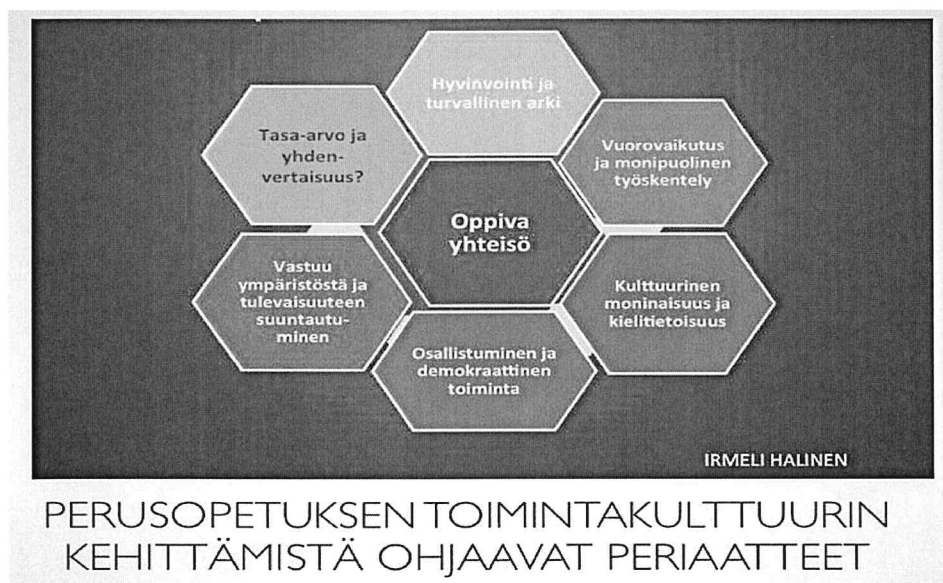 Hyvinvointi ja
turvallinen arki
Tasa-arvo ja
yhden-
vertaisuus?
Vuorovaikutus
ja monipuolinen
työskentely
Oppiva
yhteisö
Vastuu
ympäristöstä ja
tulevaisuuteen
suuntautu-
minen
Kulttuurinen
moninaisuus ja
kielitietoisuus
Osallistuminen ja
demokraattinen
toiminta
IRMELI HALINEN
PERUSOPETUKSEN TOIMINTAKULTTUURIN
KEHITTÄMISTÄ OHJAAVAT PERIAATTEET